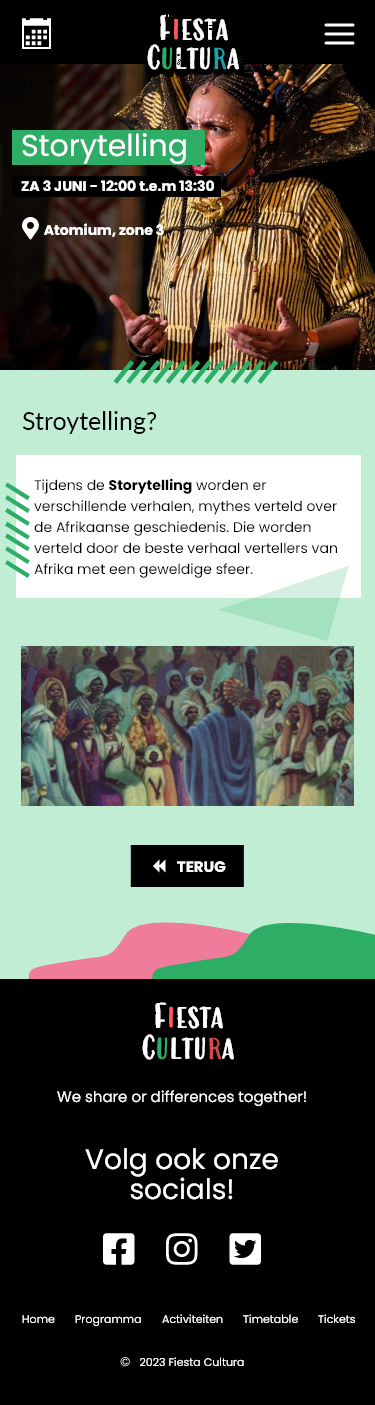 FIESTA
CULTURA
Storytelling
ZA 3 JUNI - 12:00 t.e.m 13:30
Atomium, zone 3
Stroytelling?
Tijdens de Storytelling worden er
verschillende verhalen, mythes verteld over
de Afrikaanse geschiedenis. Die worden
verteld door de beste verhaal vertellers van
Afrika met een geweldige sfeer.
TERUG
FIESTA
CULTURA
We share or differences together!
Volg ook onze
socials!
Home Programma Activiteiten Timetable Tickets
© 2023 Fiesta Cultura